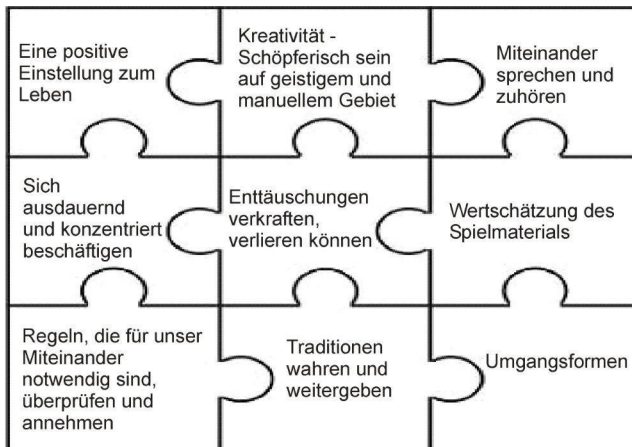 Eine positive
Einstellung zum
Leben
Kreativität -
Schöpferisch sein
auf geistigem und
manuellem Gebiet
Miteinander
sprechen und
zuhören
Sich
ausdauernd
und konzentriert
beschäftigen
Enttäuschungen
verkraften,
verlieren können
Wertschätzung des
Spielmaterials
Regeln, die für unser
Miteinander
notwendig sind,
überprüfen und
annehmen
Traditionen
wahren und
weitergeben
Umgangsformen